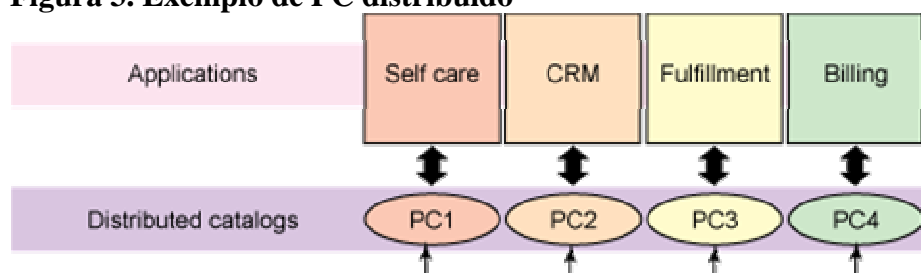 Figura 3. Exemplo de PC distribuído
Applications Self care CRM Fulfillment Billing
Distributed catalogs PC1 PC2 PC3 PC4